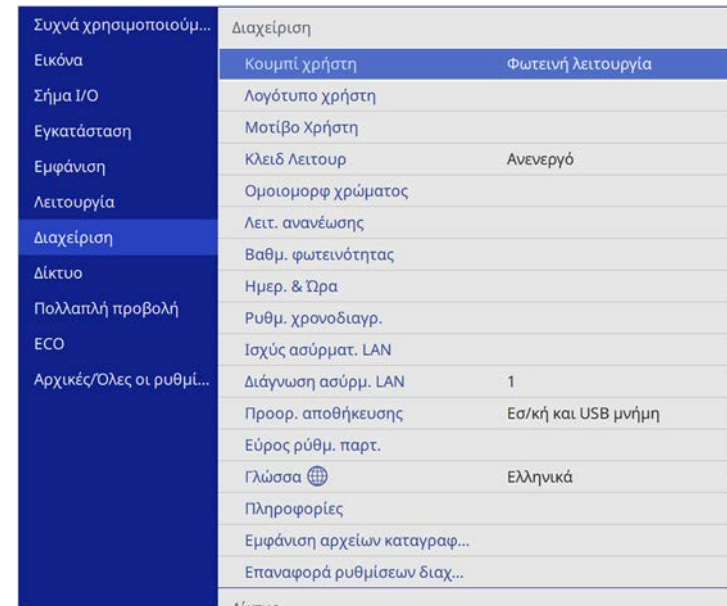 Συχνά χρησιμοποιούμ...
Εικόνα
Σήμα I/O
Εγκατάσταση
Εμφάνιση
Λειτουργία
Διαχείριση
Δίκτυο
Πολλαπλή προβολή
ECO
Αρχικές/Όλες οι ρυθμί...
Διαχείριση
Κουμπί χρήστη Φωτεινή λειτουργία
Λογότυπο χρήστη
Μοτίβο Χρήστη
Κλειδ Λειτουρ Ανενεργό
Ομοιομορφ χρώματος
Λειτ. ανανέωσης
Βαθμ. φωτεινότητας
Ημερ. & Ώρα
Ρυθμ. χρονοδιαγρ.
Ισχύς ασύρματ. LAN
Διάγνωση ασύρμ. LAN 1
Προορ. αποθήκευσης Εσ/κή και USB μνήμη
Εύρος ρύθμ. παρτ.
Γλώσσα Ελληνικά
Πληροφορίες
Εμφάνιση αρχείων καταγραφ...
Επαναφορά ρυθμίσεων διαχ...